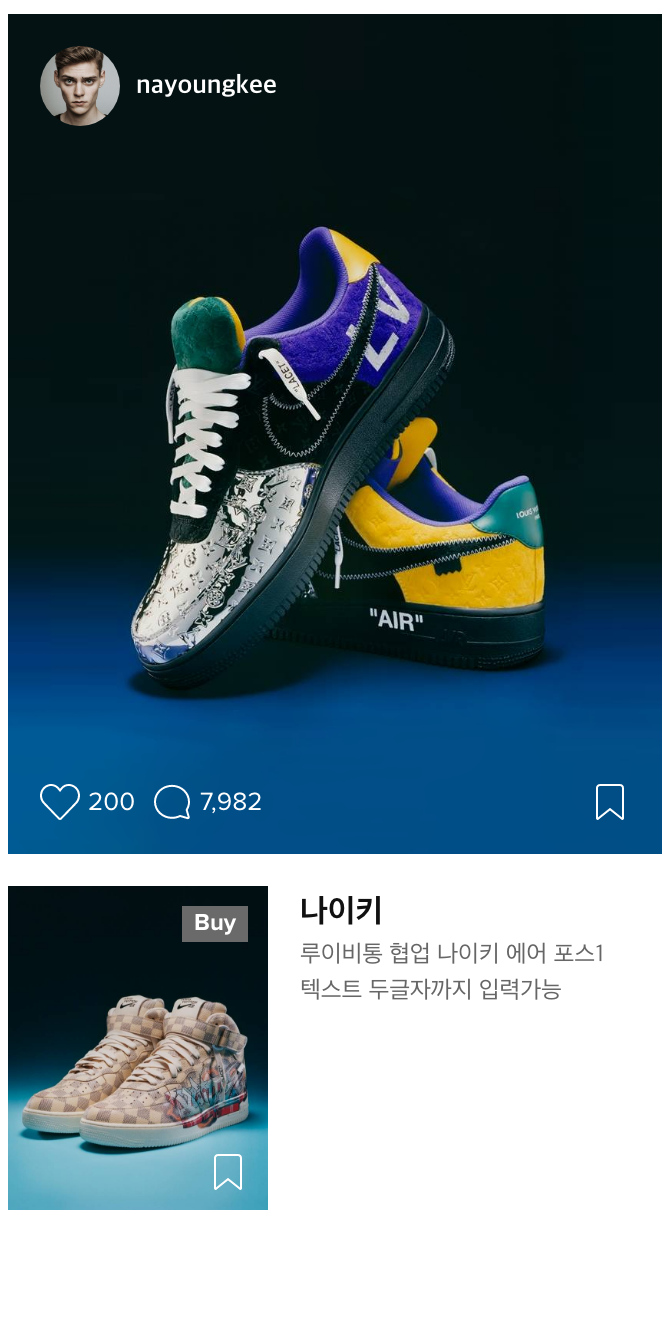 nayoungkee
LV
"LACET"
"AIR"
AIR
200
7,982
Buy
나이키
루이비통 협업 나이키 에어 포스1
텍스트 두글자까지 입력가능